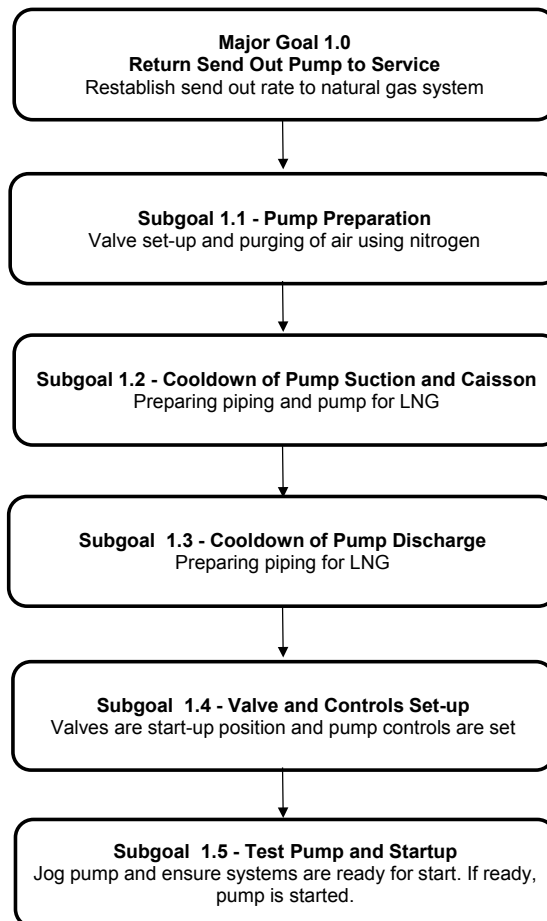 Major Goal 1.0
Return Send Out Pump to Service
Restablish send out rate to natural gas system
Subgoal 1.1 - Pump Preparation
Valve set-up and purging of air using nitrogen
Subgoal 1.2 - Cooldown of Pump Suction and Caisson
Preparing piping and pump for LNG
Subgoal 1.3 - Cooldown of Pump Discharge
Preparing piping for LNG
Subgoal 1.4 - Valve and Controls Set-up
Valves are start-up position and pump controls are set
Subgoal 1.5 - Test Pump and Startup
Jog pump and ensure systems are ready for start. If ready,
pump is started.